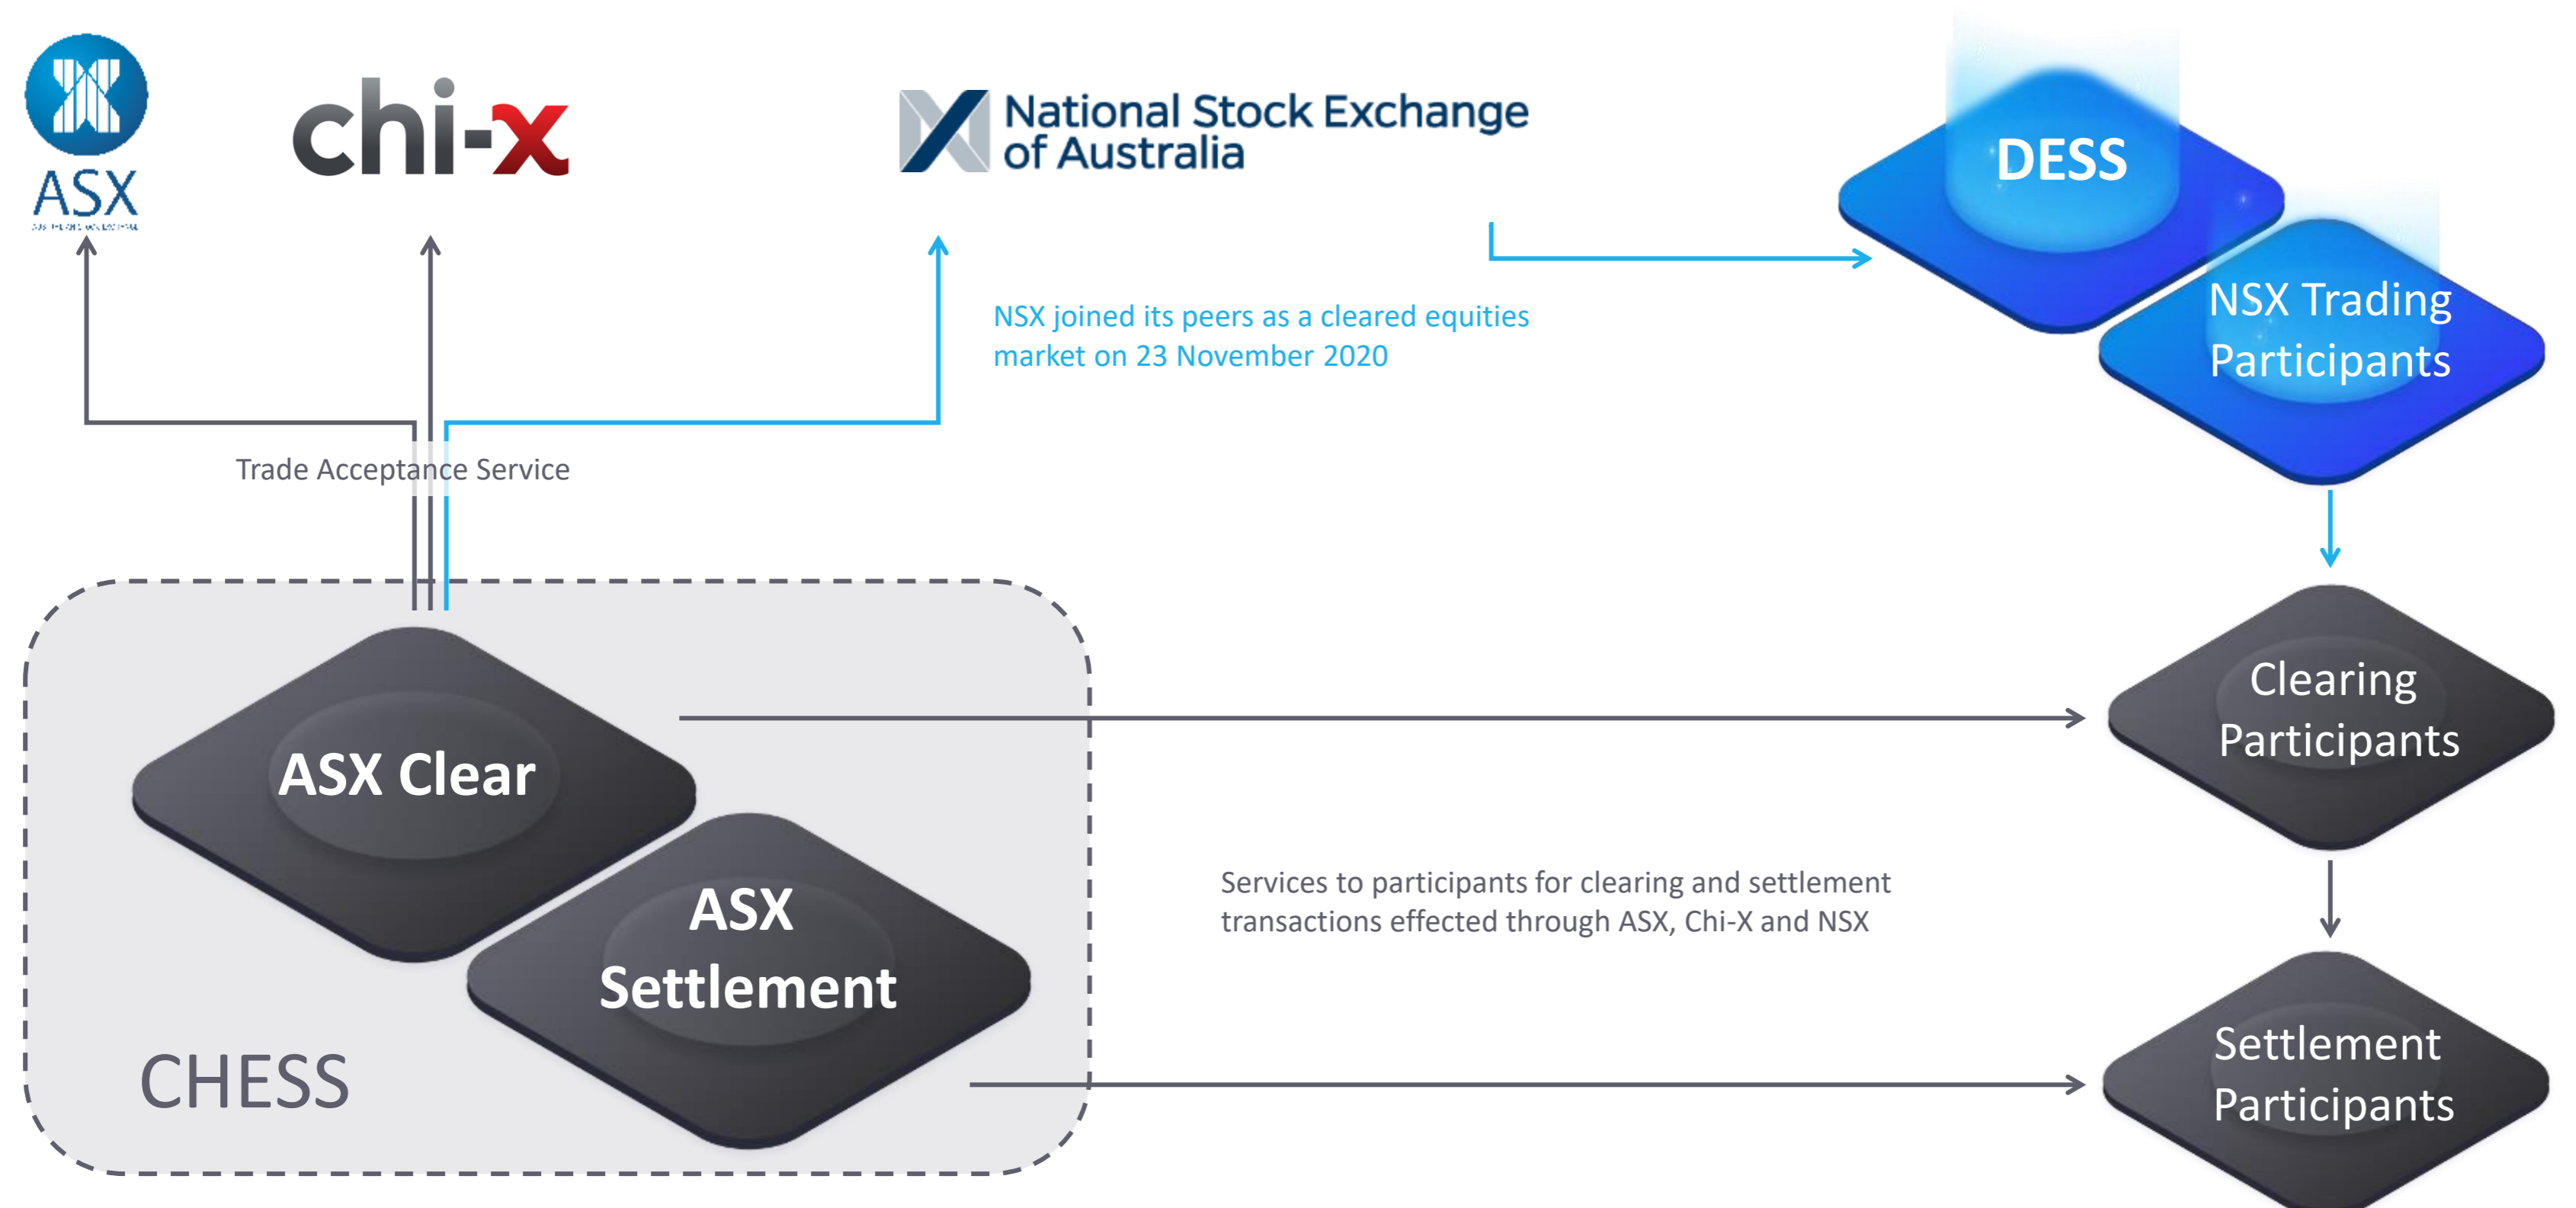 ASX
chi-x
National Stock Exchange
of Australia
DESS
NSX Trading
Participants
NSX joined its peers as a cleared equities
market on 23 November 2020
Trade Acceptance Service
ASX Clear
ASX
Settlement
CHESS
Clearing
Participants
Services to participants for clearing and settlement
transactions effected through ASX, Chi-X and NSX
Settlement
Participants